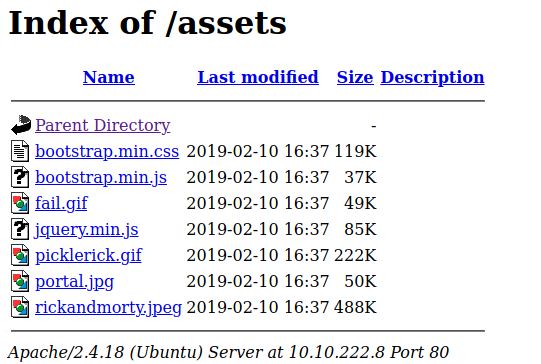 Index of /assets
Name Last modified Size Description
Parent Directory -
bootstrap.min.css 2019-02-10 16:37 119K
bootstrap.min.js 2019-02-10 16:37 37K
fail.gif 2019-02-10 16:37 49K
jquery.min.js 2019-02-10 16:37 85K
picklerick.gif 2019-02-10 16:37 222K
portal.jpg 2019-02-10 16:37 50K
rickandmorty.jpeg 2019-02-10 16:37 488K
Apache/2.4.18 (Ubuntu) Server at 10.10.222.8 Port 80